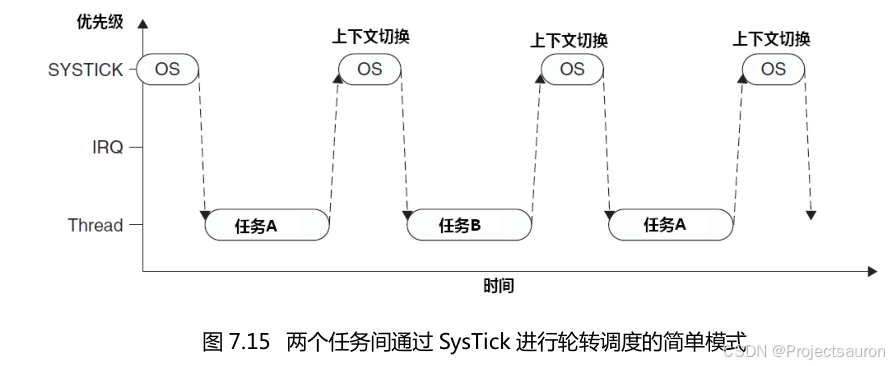 优先级
上下文切换
上下文切换
上下文切换
SYSTICK
OS
OS
OS
OS
IRQ
Thread
任务A
任务B
任务A
时间
图 7.15 两个任务间通过 SysTick 进行轮转调度的简单模式
CSDN @Projectsauron